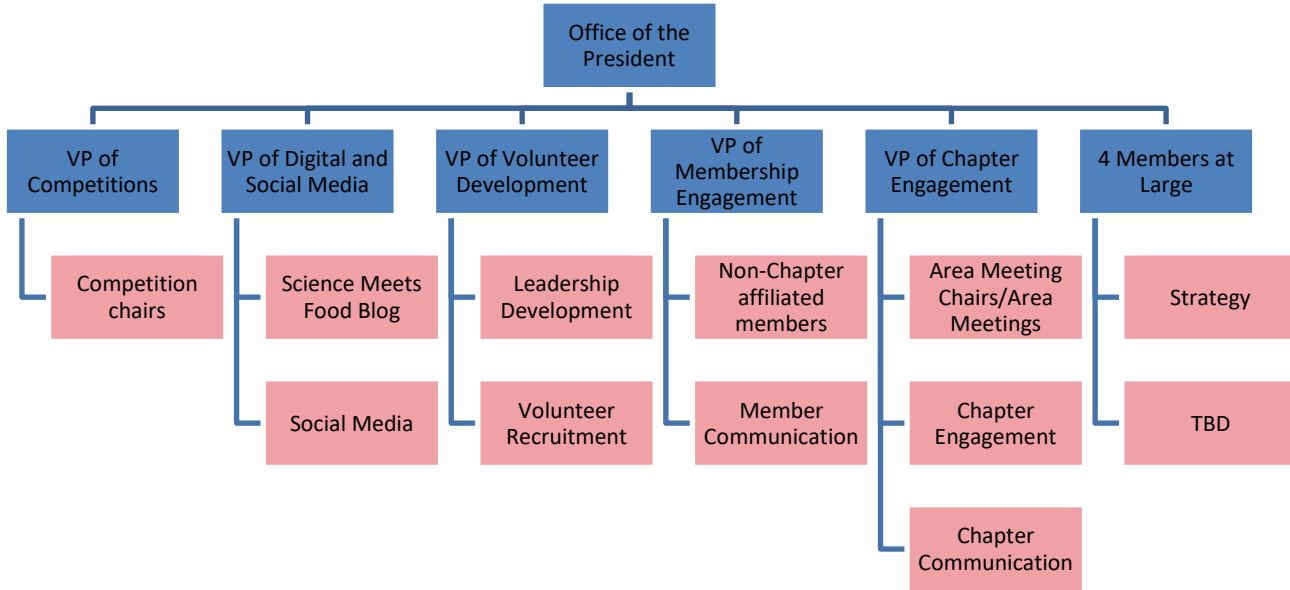 Office of the
President
VP of
Competitions
VP of Digital and
Social Media
VP of Volunteer
Development
VP of
Membership
Engagement
VP of Chapter
Engagement
4 Members at
Large
Competition
chairs
Science Meets
Food Blog
Leadership
Development
Non-Chapter
affiliated
members
Area Meeting
Chairs/Area
Meetings
Strategy
Social Media
Volunteer
Recruitment
Member
Communication
Chapter
Engagement
TBD
Chapter
Communication